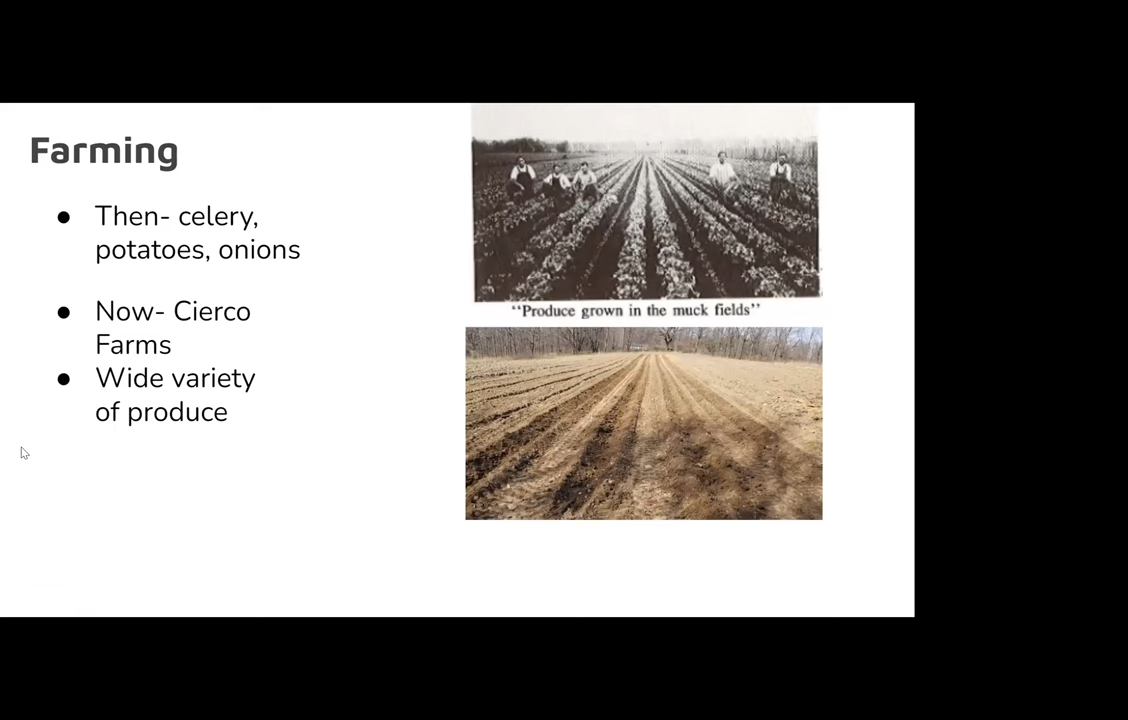 Farming
● Then- celery,
potatoes, onions
● Now- Cierco
Farms
● Wide variety
of produce
“Produce grown in the muck fields”